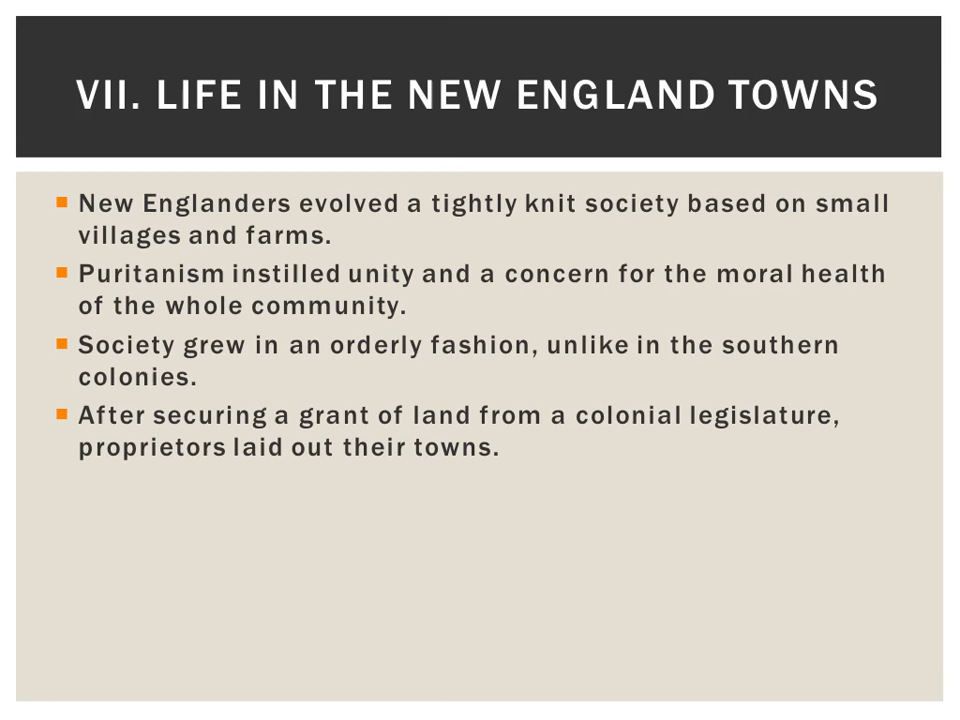 VII. LIFE IN THE NEW ENGLAND TOWNS
New Englanders evolved a tightly knit society based on small
villages and farms.
Puritanism instilled unity and a concern for the moral health
of the whole community.
Society grew in an orderly fashion, unlike in the southern
colonies.
After securing a grant of land from a colonial legislature,
proprietors laid out their towns.